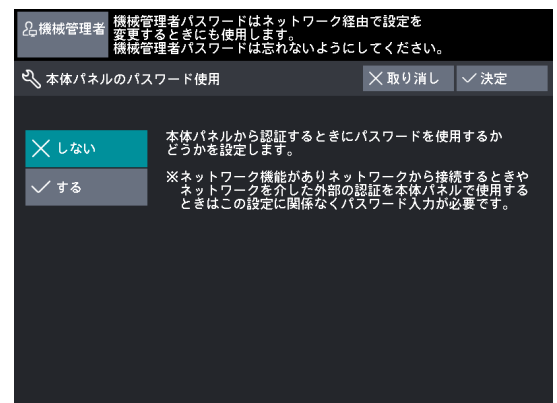 機械管理者
機械管理者パスワードはネットワーク経由で設定を
変更するときにも使用します。
機械管理者パスワードは忘れないようにしてください。
本体パネルのパスワード使用
取り消し
決定
しない
する
本体パネルから認証するときにパスワードを使用するか
どうかを設定します。
※ネットワーク機能がありネットワークから接続するときや
ネットワークを介した外部の認証を本体パネルで使用する
ときはこの設定に関係なくパスワード入力が必要です。